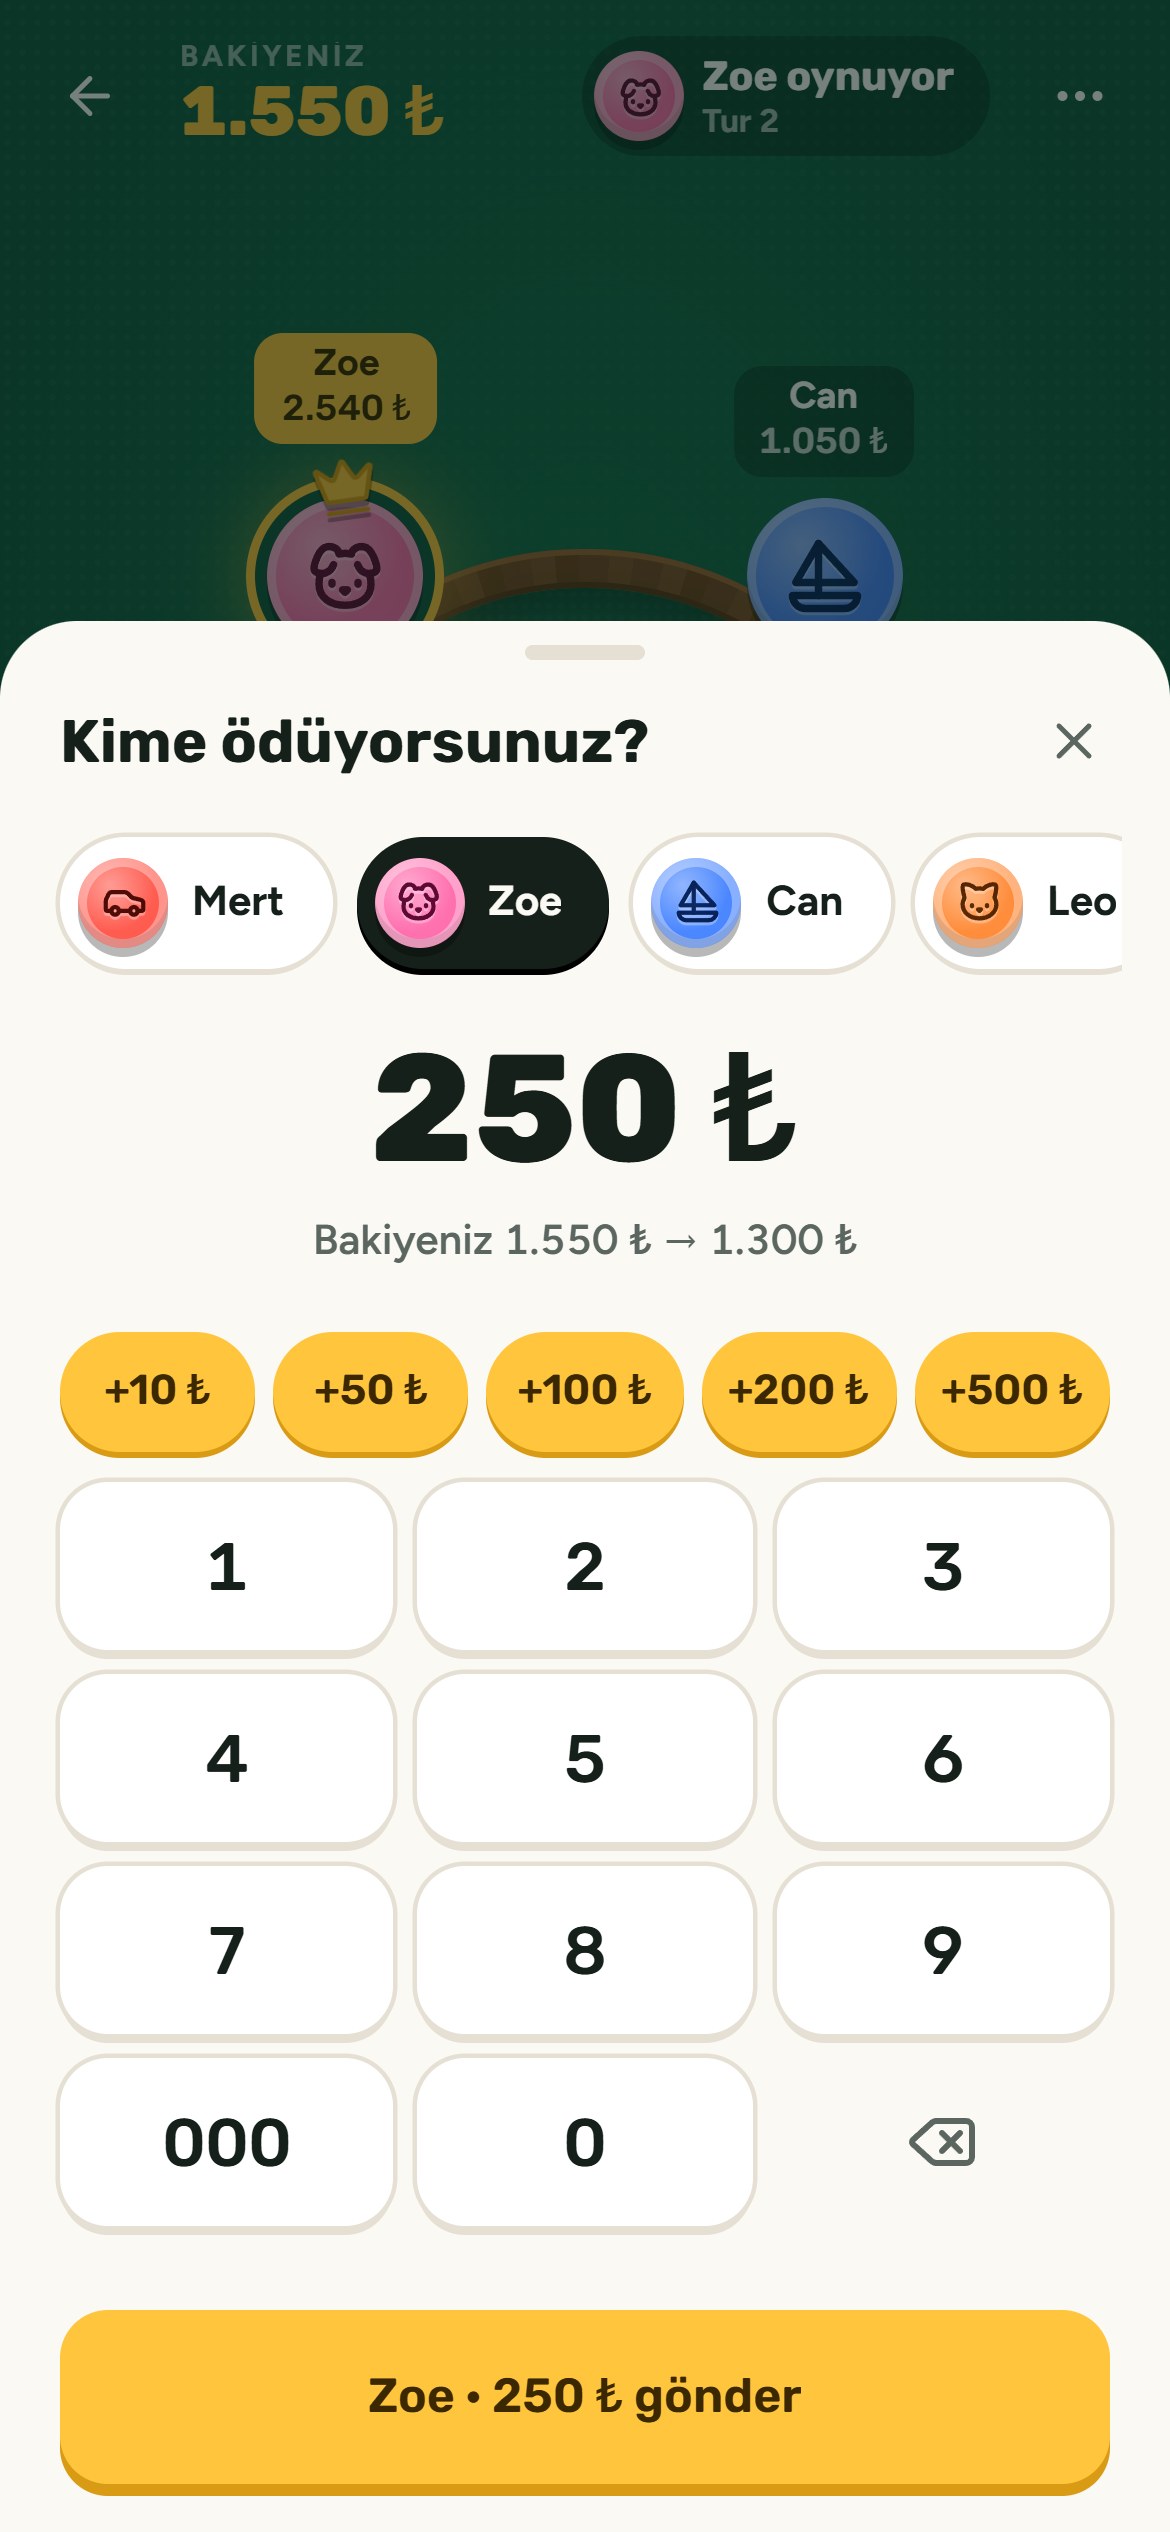 BAKİYENİZ
1.550 ₺
Zoe oynuyor
Tur 2
Zoe
2.540 ₺
Can
1.050 ₺
Kime ödüyorsunuz?
Mert
Zoe
Can
Leo
250 ₺
Bakiyeniz 1.550 ₺ → 1.300 ₺
+10 ₺
+50 ₺
+100 ₺
+200 ₺
+500 ₺
1
2
3
4
5
6
7
8
9
000
0
Zoe • 250 ₺ gönder